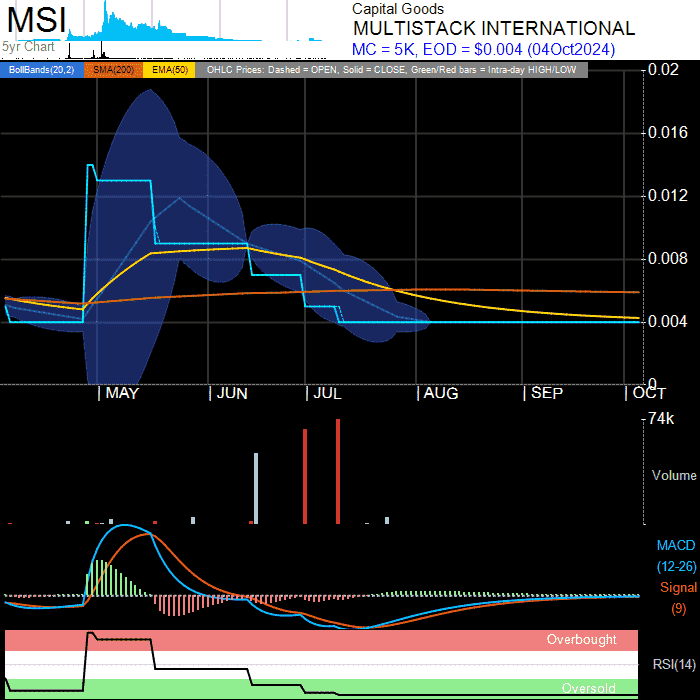 MSI
Capital Goods
MULTISTACK INTERNATIONAL
5yr Chart
MC = 5K, EOD = $0.004 (04Oct2024)
BollBands(20,2) SMA(200) EMA(50) OHLC Prices: Dashed = OPEN, Solid = CLOSE, Green/Red bars = Intra-day HIGH/LOW
0.02
0.016
0.012
0.008
0.004
0
MAY JUN JUL AUG SEP OCT
74k
Volume
MACD
(12-26)
Signal
(9)
Overbought
RSI(14)
Oversold